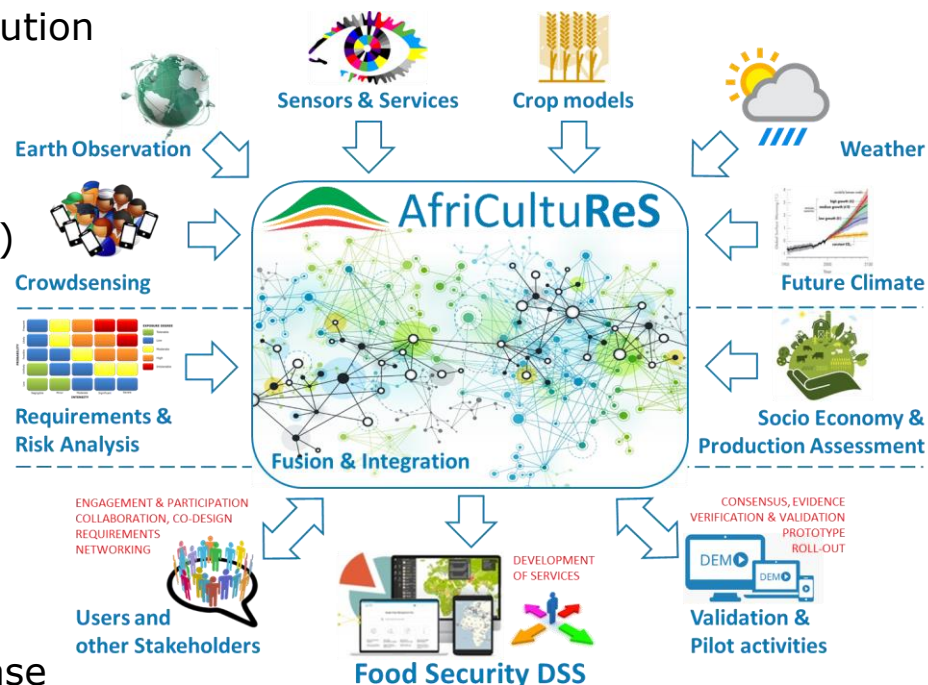 ution
Sensors & Services
Crop models
Earth Observation
Weather
)
AfriCultuReS
Crowdsensing
Future Climate
Requirements &
Risk Analysis
Socio Economy &
Production Assessment
Fusion & Integration
ENGAGEMENT & PARTICIPATION
COLLABORATION, CO-DESIGN
REQUIREMENTS
NETWORKING
CONSENSUS, EVIDENCE
VERIFICATION & VALIDATION
PROTOTYPE
ROLL-OUT
DEVELOPMENT
OF SERVICES
DEMO
DEMO
Users and
other Stakeholders
Validation &
Pilot activities
Food Security DSS
nse